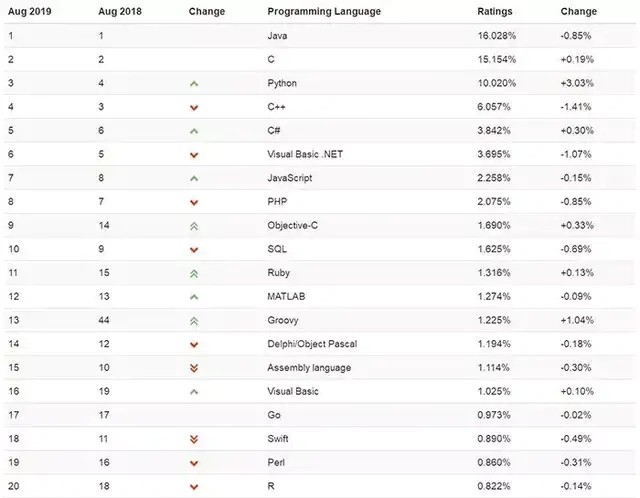 Aug 2019 Aug 2018 Change Programming Language Ratings Change
1 1 Java 16.028% -0.85%
2 2 C 15.154% +0.19%
3 4 Python 10.020% +3.03%
4 3 C++ 6.057% -1.41%
5 6 C# 3.842% +0.30%
6 5 Visual Basic .NET 3.695% -1.07%
7 8 JavaScript 2.258% -0.15%
8 7 PHP 2.075% -0.85%
9 14 Objective-C 1.690% +0.33%
10 9 SQL 1.625% -0.69%
11 15 Ruby 1.316% +0.13%
12 13 MATLAB 1.274% -0.09%
13 44 Groovy 1.225% +1.04%
14 12 Delphi/Object Pascal 1.194% -0.18%
15 10 Assembly language 1.114% -0.30%
16 19 Visual Basic 1.025% +0.10%
17 17 Go 0.973% -0.02%
18 11 Swift 0.890% -0.49%
19 16 Perl 0.860% -0.31%
20 18 R 0.822% -0.14%